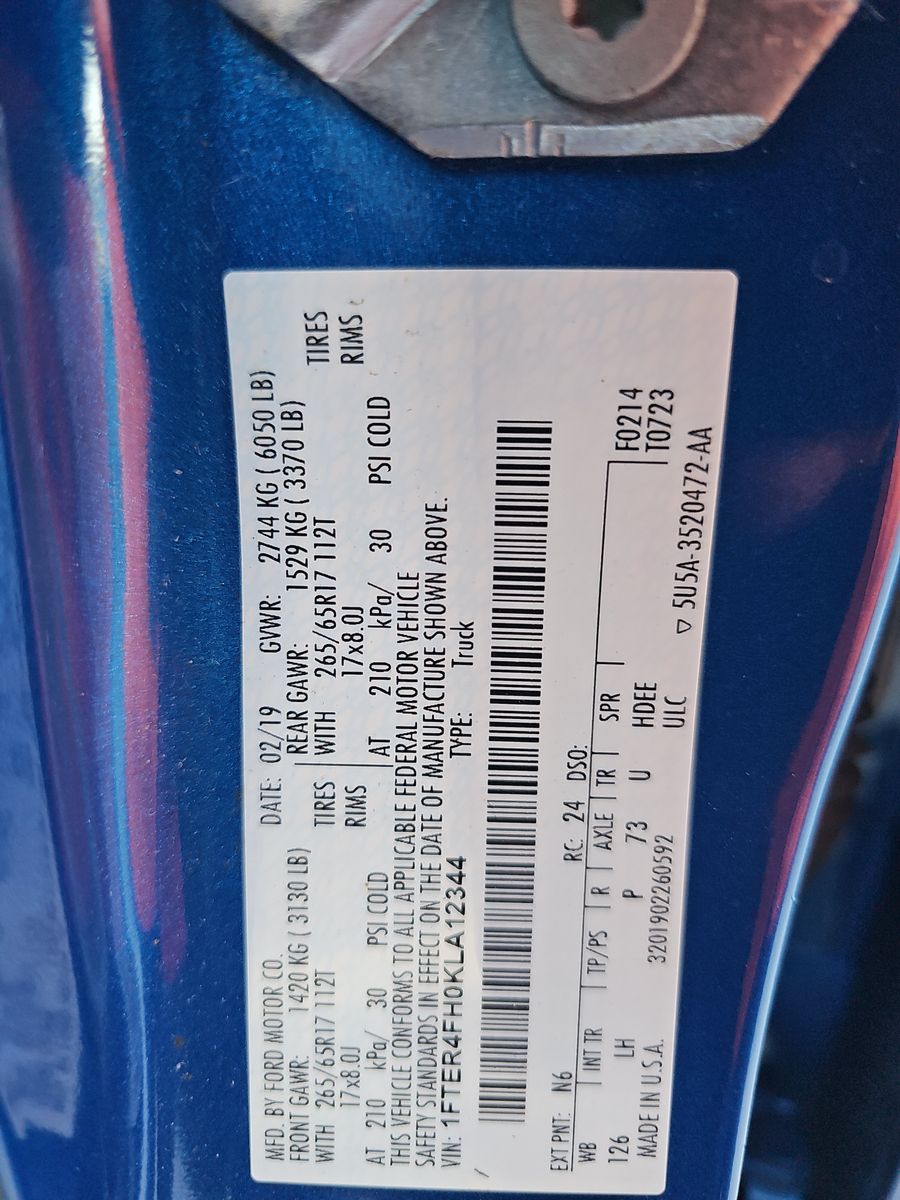 MFD. BY FORD MOTOR CO. DATE: 02/19 GVWR: 2744 KG ( 6050 LB)
FRONT GAWR: 1420 KG ( 3130 LB) REAR GAWR: 1529 KG ( 3370 LB)
WITH 265/65R17 112T TIRES WITH 265/65R17 112T TIRES
17x8.0J RIMS 17x8.0J RIMS
AT 210 kPa/ 30 PSI COLD AT 210 kPa/ 30 PSI COLD
THIS VEHICLE CONFORMS TO ALL APPLICABLE FEDERAL MOTOR VEHICLE
SAFETY STANDARDS IN EFFECT ON THE DATE OF MANUFACTURE SHOWN ABOVE.
VIN: 1FTER4FH0KLA12344 TYPE: Truck
EXT PNT: N6 RC: 24 DSO:
WB INT TR TP/PS R AXLE TR SPR F0214
126 LH P 73 U HDEE T0723
MADE IN U.S.A. 3201902260592 ULC
▽ 5U5A-3520472-AA